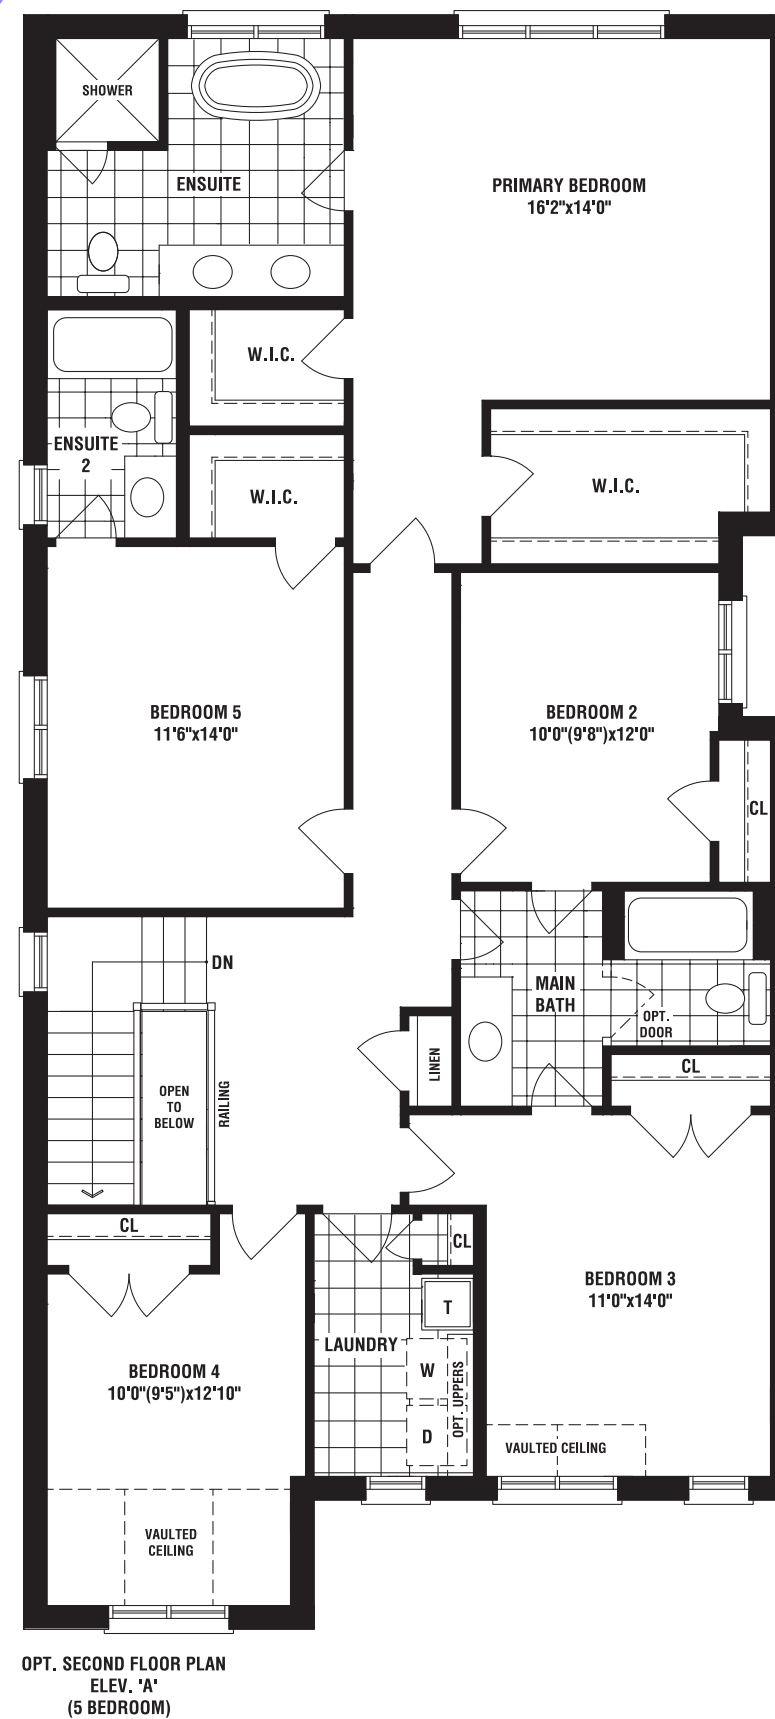 SHOWER
ENSUITE
PRIMARY BEDROOM
16'2"x14'0"
W.I.C.
ENSUITE
2
W.I.C.
W.I.C.
BEDROOM 5
11'6"x14'0"
BEDROOM 2
10'0"(9'8")x12'0"
CL
DN
MAIN
BATH
OPT.
DOOR
LINEN
CL
OPEN
TO
BELOW
RAILING
CL
CL
BEDROOM 3
11'0"x14'0"
T
LAUNDRY
W
OPT. UPPERS
D
BEDROOM 4
10'0"(9'5")x12'10"
VAULTED CEILING
VAULTED
CEILING
OPT. SECOND FLOOR PLAN
ELEV. 'A'
(5 BEDROOM)